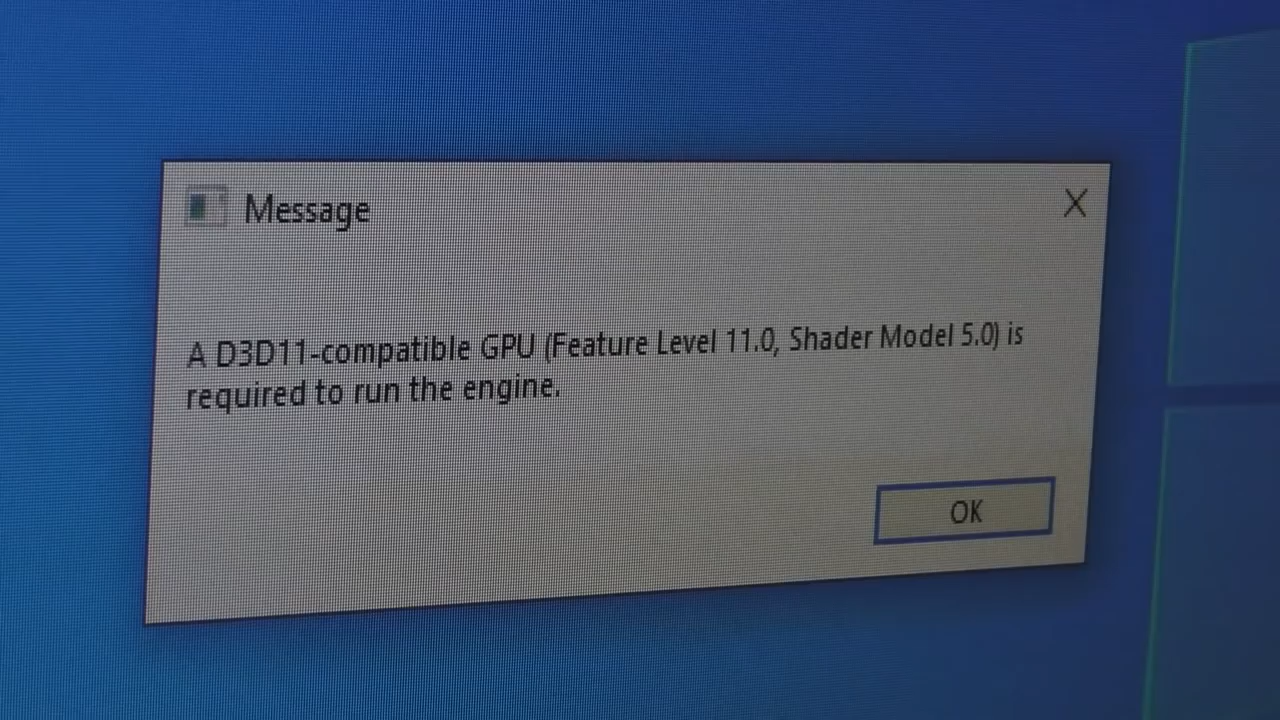 Message
A D3D11-compatible GPU (Feature Level 11.0, Shader Model 5.0) is
required to run the engine.
OK